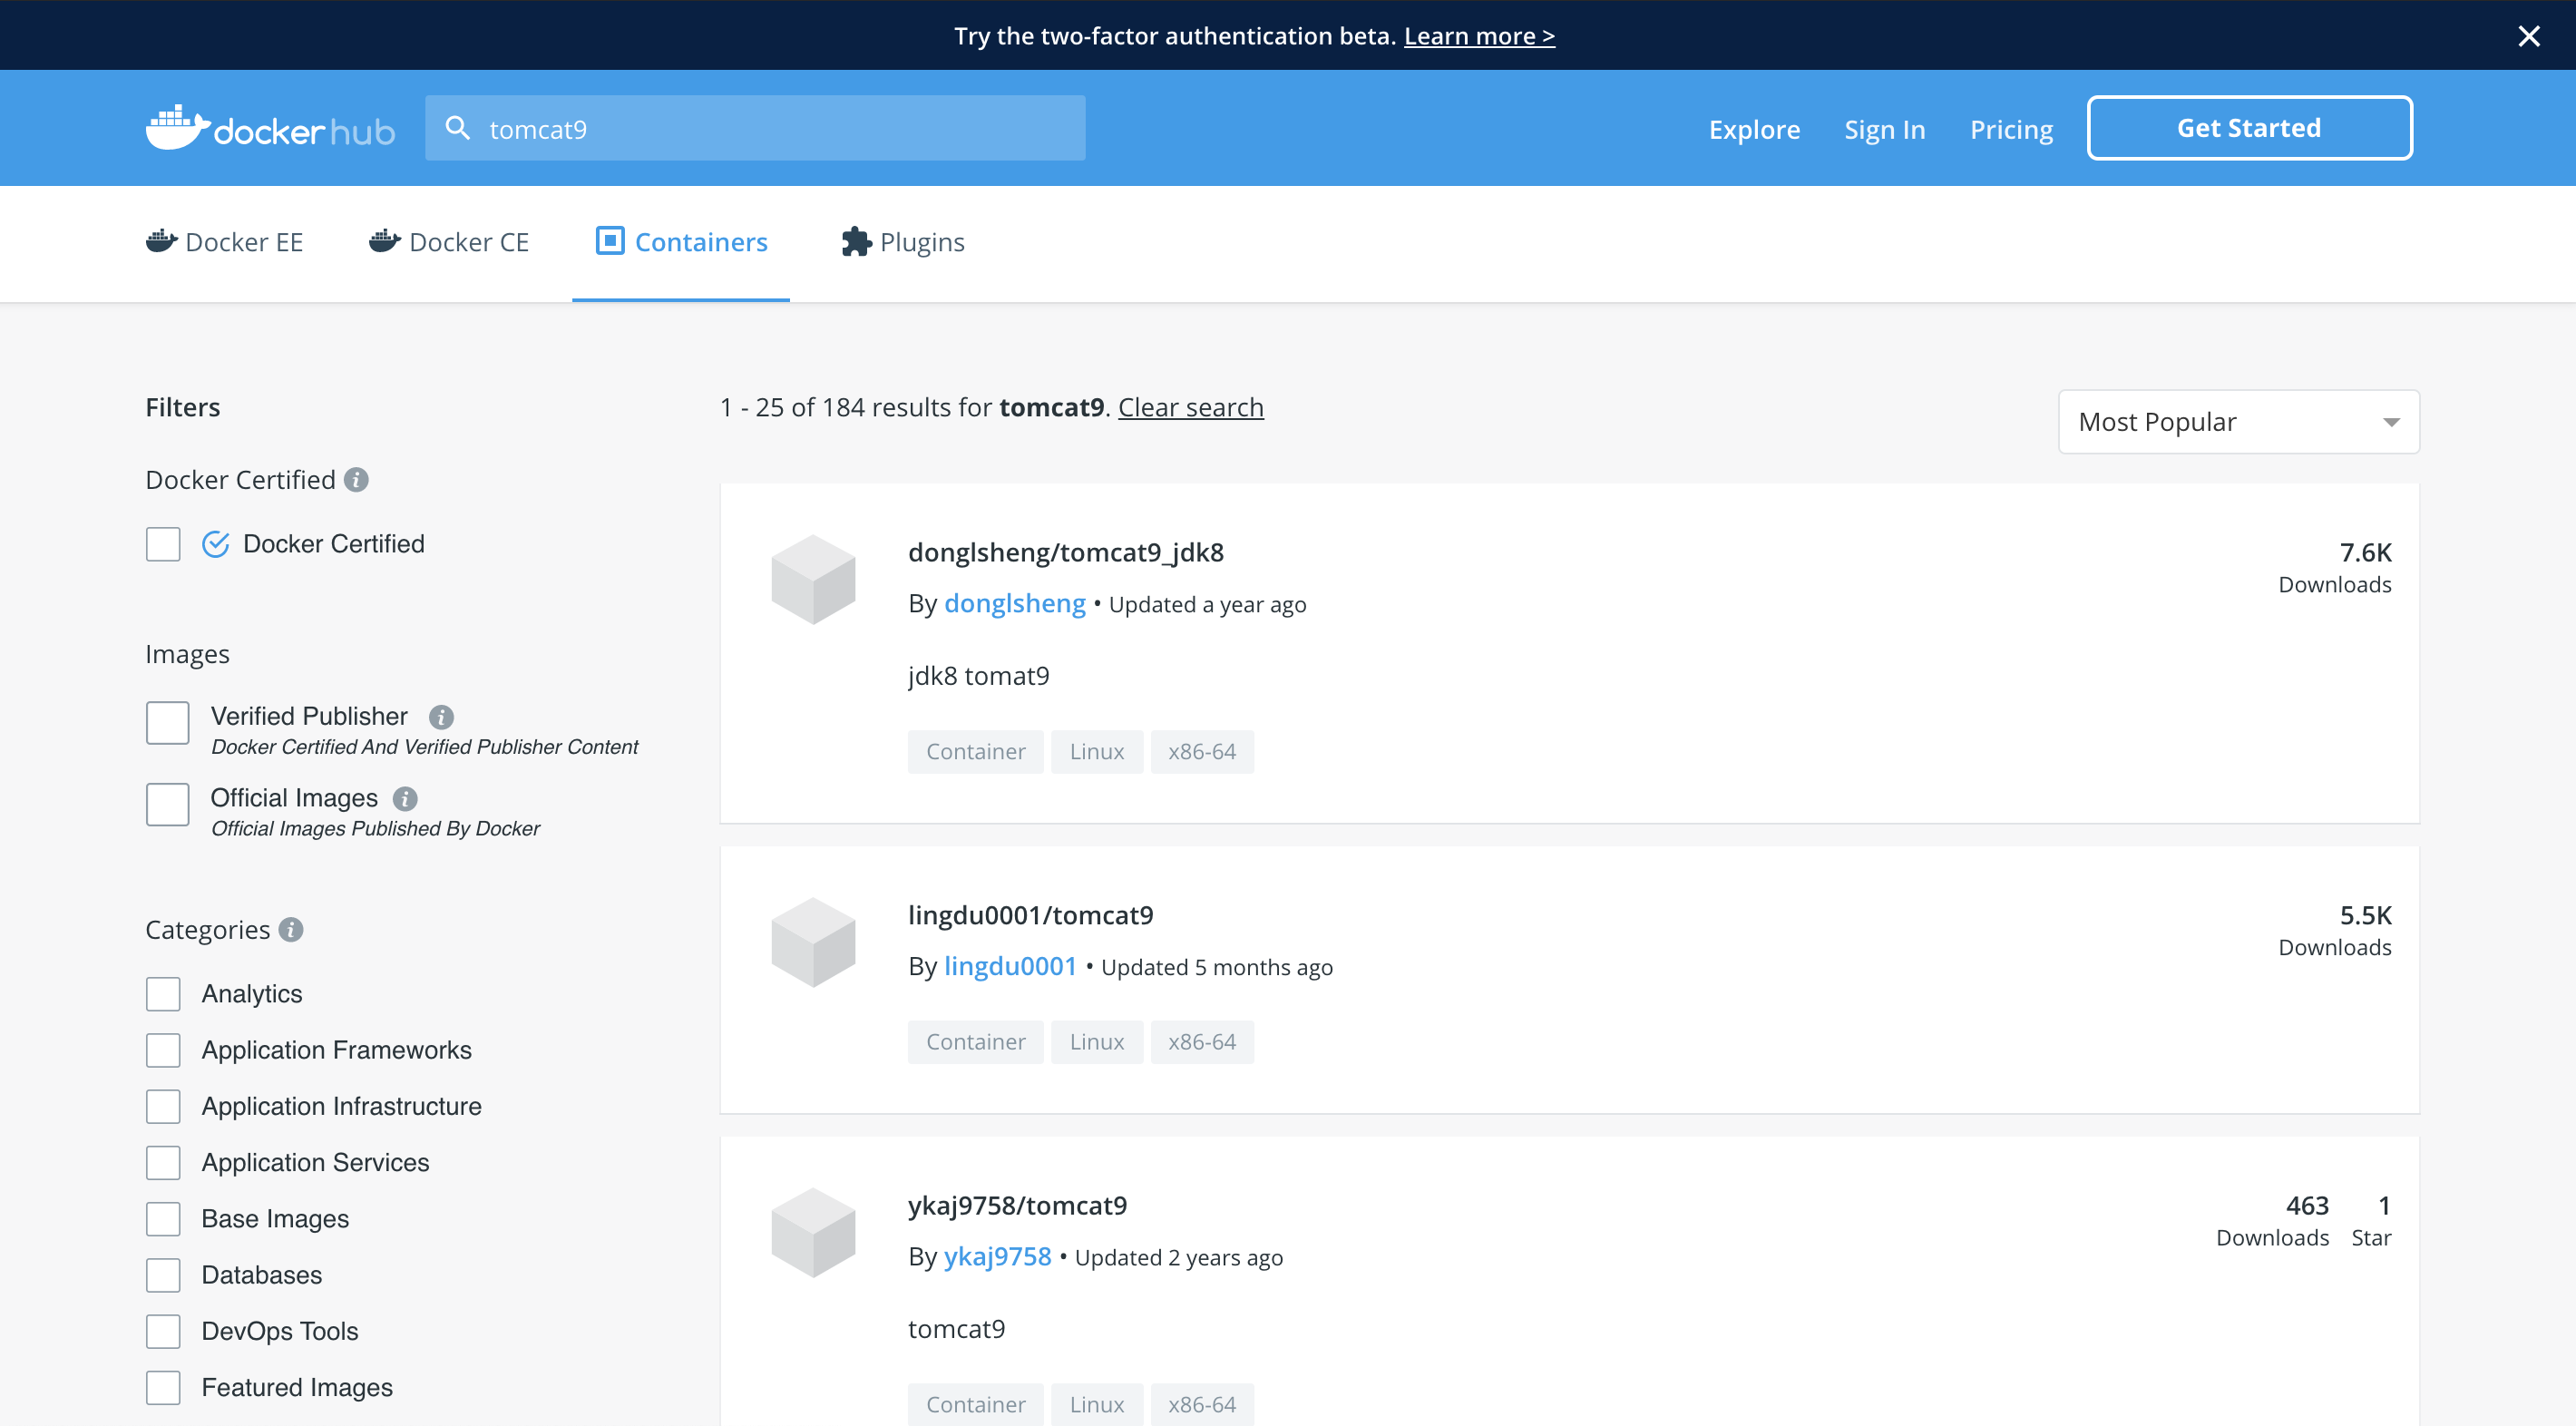 Try the two-factor authentication beta. Learn more >
dockerhub
tomcat9
Explore
Sign In
Pricing
Get Started
Docker EE
Docker CE
Containers
Plugins
Filters
Docker Certified
Docker Certified
Images
Verified Publisher
Docker Certified And Verified Publisher Content
Official Images
Official Images Published By Docker
Categories
Analytics
Application Frameworks
Application Infrastructure
Application Services
Base Images
Databases
DevOps Tools
Featured Images
1 - 25 of 184 results for tomcat9. Clear search
Most Popular
donglsheng/tomcat9_jdk8
By donglsheng • Updated a year ago
jdk8 tomat9
Container Linux x86-64
7.6K
Downloads
lingdu0001/tomcat9
By lingdu0001 • Updated 5 months ago
Container Linux x86-64
5.5K
Downloads
ykaj9758/tomcat9
By ykaj9758 • Updated 2 years ago
tomcat9
Container Linux x86-64
463 1
Downloads Star